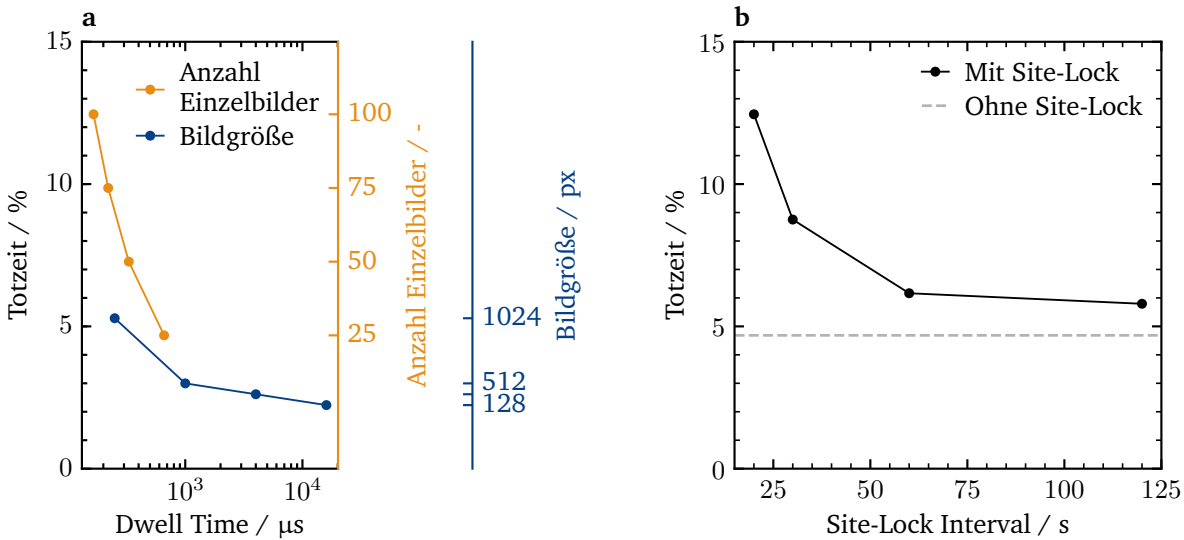 a
15
10
5
0
Totzeit / %
Anzahl
Einzelbilder
Bildgröße
10³
10⁴
Dwell Time / µs
100
75
50
25
Anzahl Einzelbilder / -
1024
512
128
Bildgröße / px
b
15
10
5
0
Totzeit / %
Mit Site-Lock
Ohne Site-Lock
25
50
75
100
125
Site-Lock Interval / s